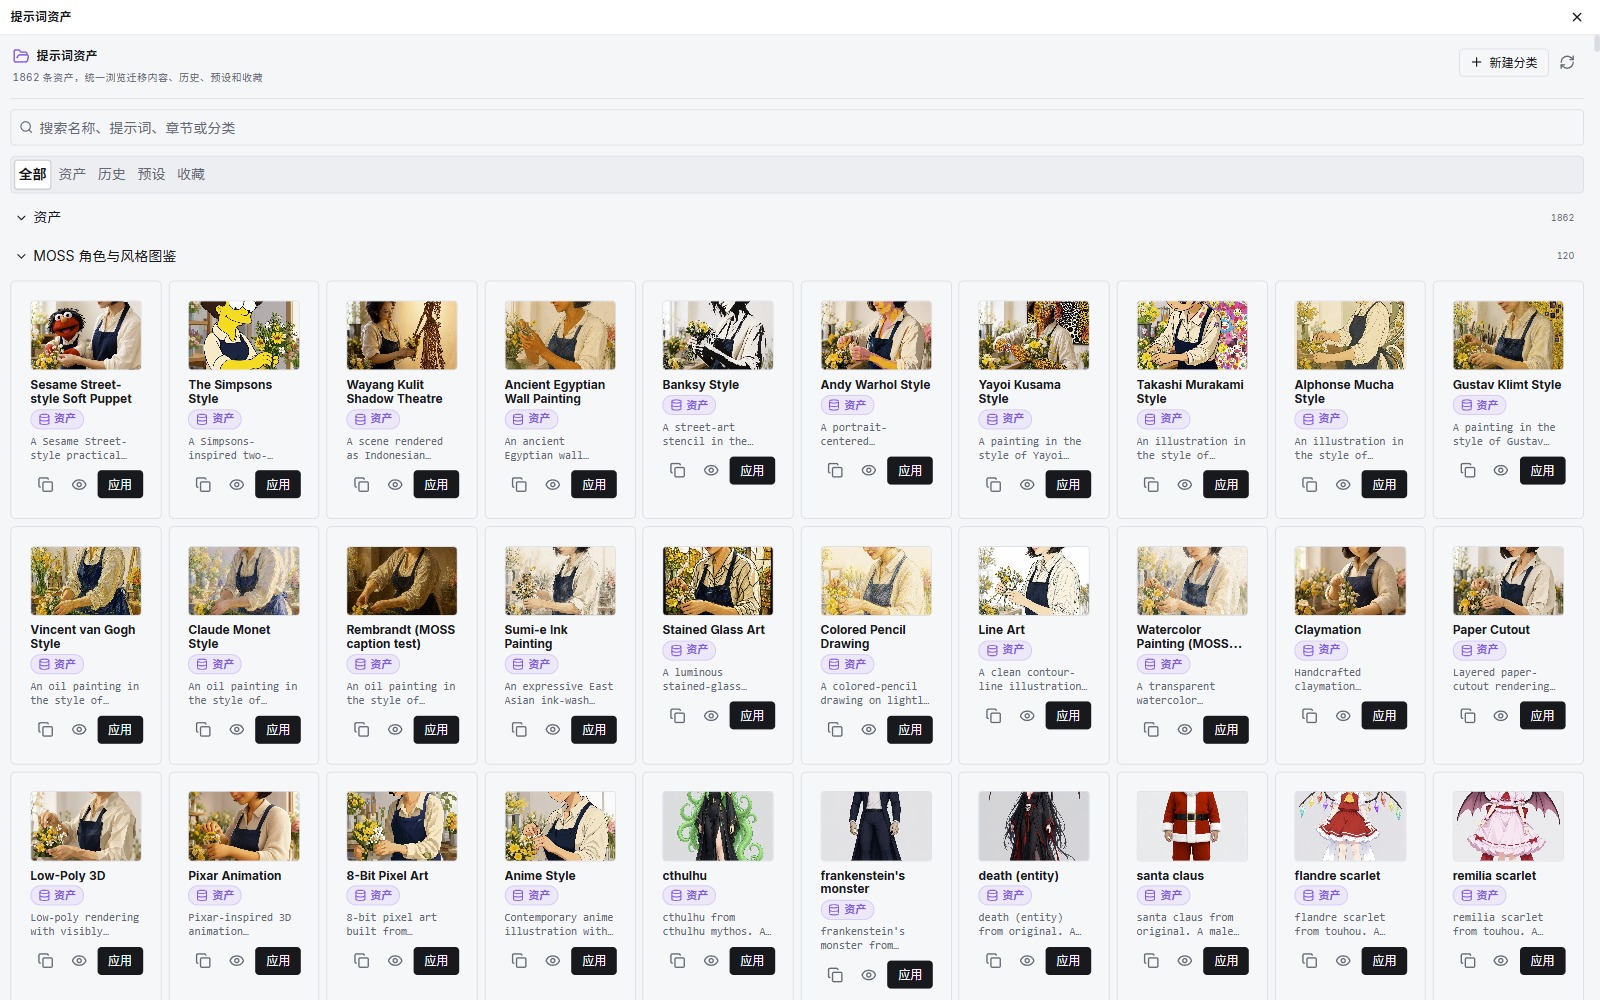 提示词资产
提示词资产
1862 条资产，统一浏览迁移内容、历史、预设和收藏
新建分类
搜索名称、提示词、章节或分类
全部 资产 历史 预设 收藏
资产 1862
MOSS 角色与风格图鉴 120
Sesame Street-
style Soft Puppet
资产
A Sesame Street-
style practical…
应用
The Simpsons
Style
资产
A Simpsons-
inspired two-…
应用
Wayang Kulit
Shadow Theatre
资产
A scene rendered
as Indonesian…
应用
Ancient Egyptian
Wall Painting
资产
An ancient
Egyptian wall…
应用
Banksy Style
资产
A street-art
stencil in the…
应用
Andy Warhol Style
资产
A portrait-
centered…
应用
Yayoi Kusama
Style
资产
A painting in the
style of Yayoi…
应用
Takashi Murakami
Style
资产
An illustration in
the style of…
应用
Alphonse Mucha
Style
资产
An illustration in
the style of…
应用
Gustav Klimt Style
资产
A painting in the
style of Gustav…
应用
Vincent van Gogh
Style
资产
An oil painting in
the style of…
应用
Claude Monet
Style
资产
An oil painting in
the style of…
应用
Rembrandt (MOSS
caption test)
资产
An oil painting in
the style of…
应用
Sumi-e Ink
Painting
资产
An expressive East
Asian ink-wash…
应用
Stained Glass Art
资产
A luminous
stained-glass…
应用
Colored Pencil
Drawing
资产
A colored-pencil
drawing on lightl…
应用
Line Art
资产
A clean contour-
line illustration…
应用
Watercolor
Painting (MOSS...
资产
A transparent
watercolor…
应用
Claymation
资产
Handcrafted
claymation…
应用
Paper Cutout
资产
Layered paper-
cutout rendering…
应用
Low-Poly 3D
资产
Low-poly rendering
with visibly…
应用
Pixar Animation
资产
Pixar-inspired 3D
animation…
应用
8-Bit Pixel Art
资产
8-bit pixel art
built from…
应用
Anime Style
资产
Contemporary anime
illustration with…
应用
cthulhu
资产
cthulhu from
cthulhu mythos. A…
应用
frankenstein's
monster
资产
frankenstein's
monster from…
应用
death (entity)
资产
death (entity)
from original. A…
应用
santa claus
资产
santa claus from
original. A male…
应用
flandre scarlet
资产
flandre scarlet
from touhou. A…
应用
remilia scarlet
资产
remilia scarlet
from touhou. A…
应用